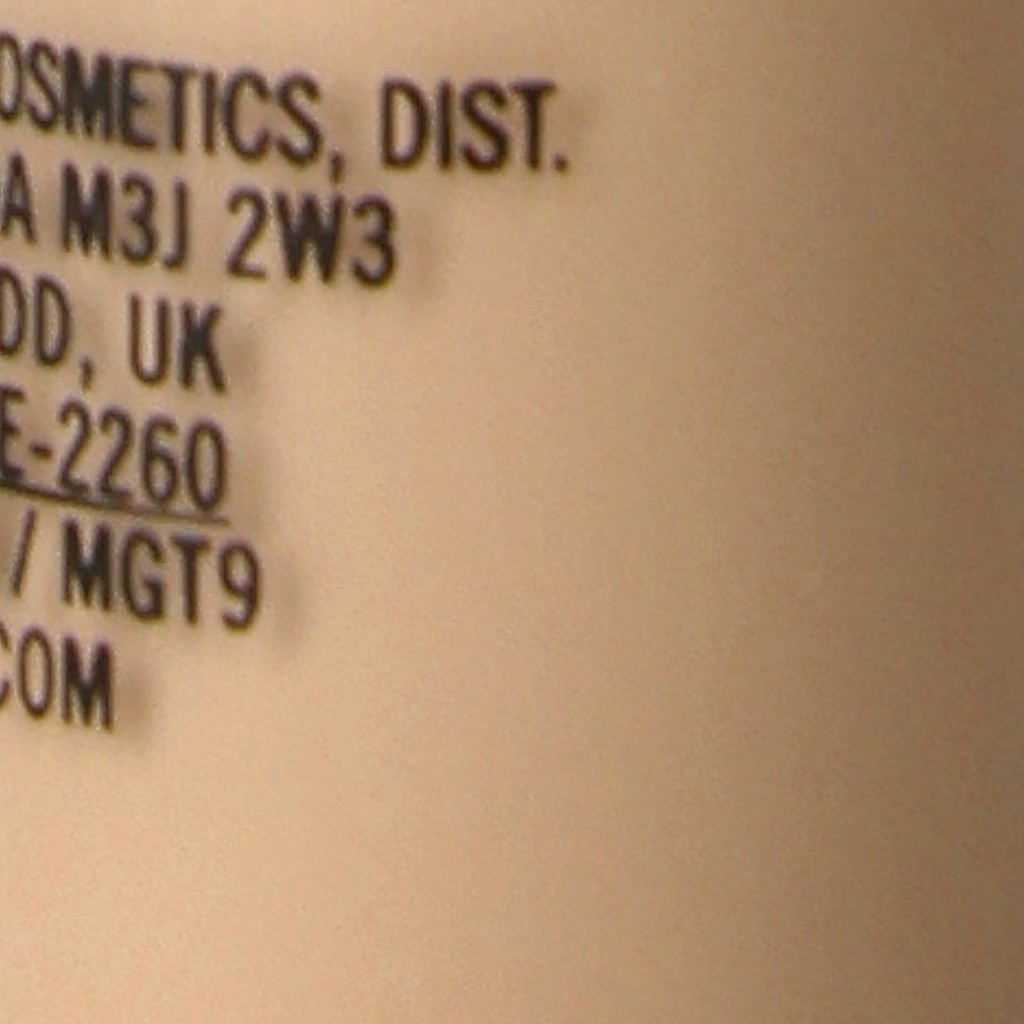 OSMETICS, DIST.
A M3J 2W3
DD, UK
E-2260
/ MGT9
COM